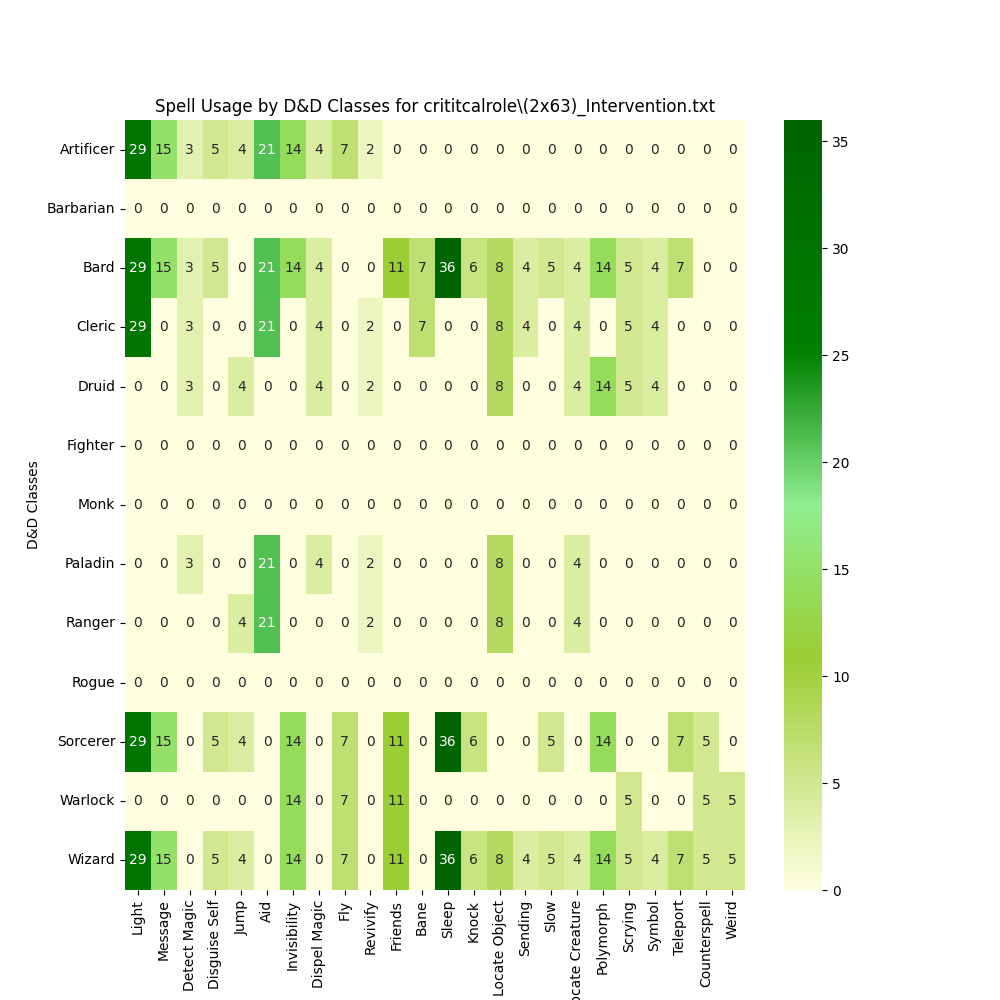 Spell Usage by D&D Classes for crititcalrole\(2x63)_Intervention.txt
D&D Classes
Artificer 29 15 3 5 4 21 14 4 7 2 0 0 0 0 0 0 0 0 0 0 0 0 0 0
Barbarian 0 0 0 0 0 0 0 0 0 0 0 0 0 0 0 0 0 0 0 0 0 0 0 0
Bard 29 15 3 5 0 21 14 4 0 0 11 7 36 6 8 4 5 4 14 5 4 7 0 0
Cleric 29 0 3 0 0 21 0 4 0 2 0 7 0 0 8 4 0 4 0 5 4 0 0 0
Druid 0 0 3 0 4 0 0 4 0 2 0 0 0 0 8 0 0 4 14 5 4 0 0 0
Fighter 0 0 0 0 0 0 0 0 0 0 0 0 0 0 0 0 0 0 0 0 0 0 0 0
Monk 0 0 0 0 0 0 0 0 0 0 0 0 0 0 0 0 0 0 0 0 0 0 0 0
Paladin 0 0 3 0 0 21 0 4 0 2 0 0 0 0 8 0 0 4 0 0 0 0 0 0
Ranger 0 0 0 0 4 21 0 0 0 2 0 0 0 0 8 0 0 4 0 0 0 0 0 0
Rogue 0 0 0 0 0 0 0 0 0 0 0 0 0 0 0 0 0 0 0 0 0 0 0 0
Sorcerer 29 15 0 5 4 0 14 0 7 0 11 0 36 6 0 0 5 0 14 0 0 7 5 0
Warlock 0 0 0 0 0 0 14 0 7 0 11 0 0 0 0 0 0 0 0 5 0 0 5 5
Wizard 29 15 0 5 4 0 14 0 7 0 11 0 36 6 8 4 5 4 14 5 4 7 5 5
Light
Message
Detect Magic
Disguise Self
Jump
Aid
Invisibility
Dispel Magic
Fly
Revivify
Friends
Bane
Sleep
Knock
Locate Object
Sending
Slow
ocate Creature
Polymorph
Scrying
Symbol
Teleport
Counterspell
Weird
35
30
25
20
15
10
5
0